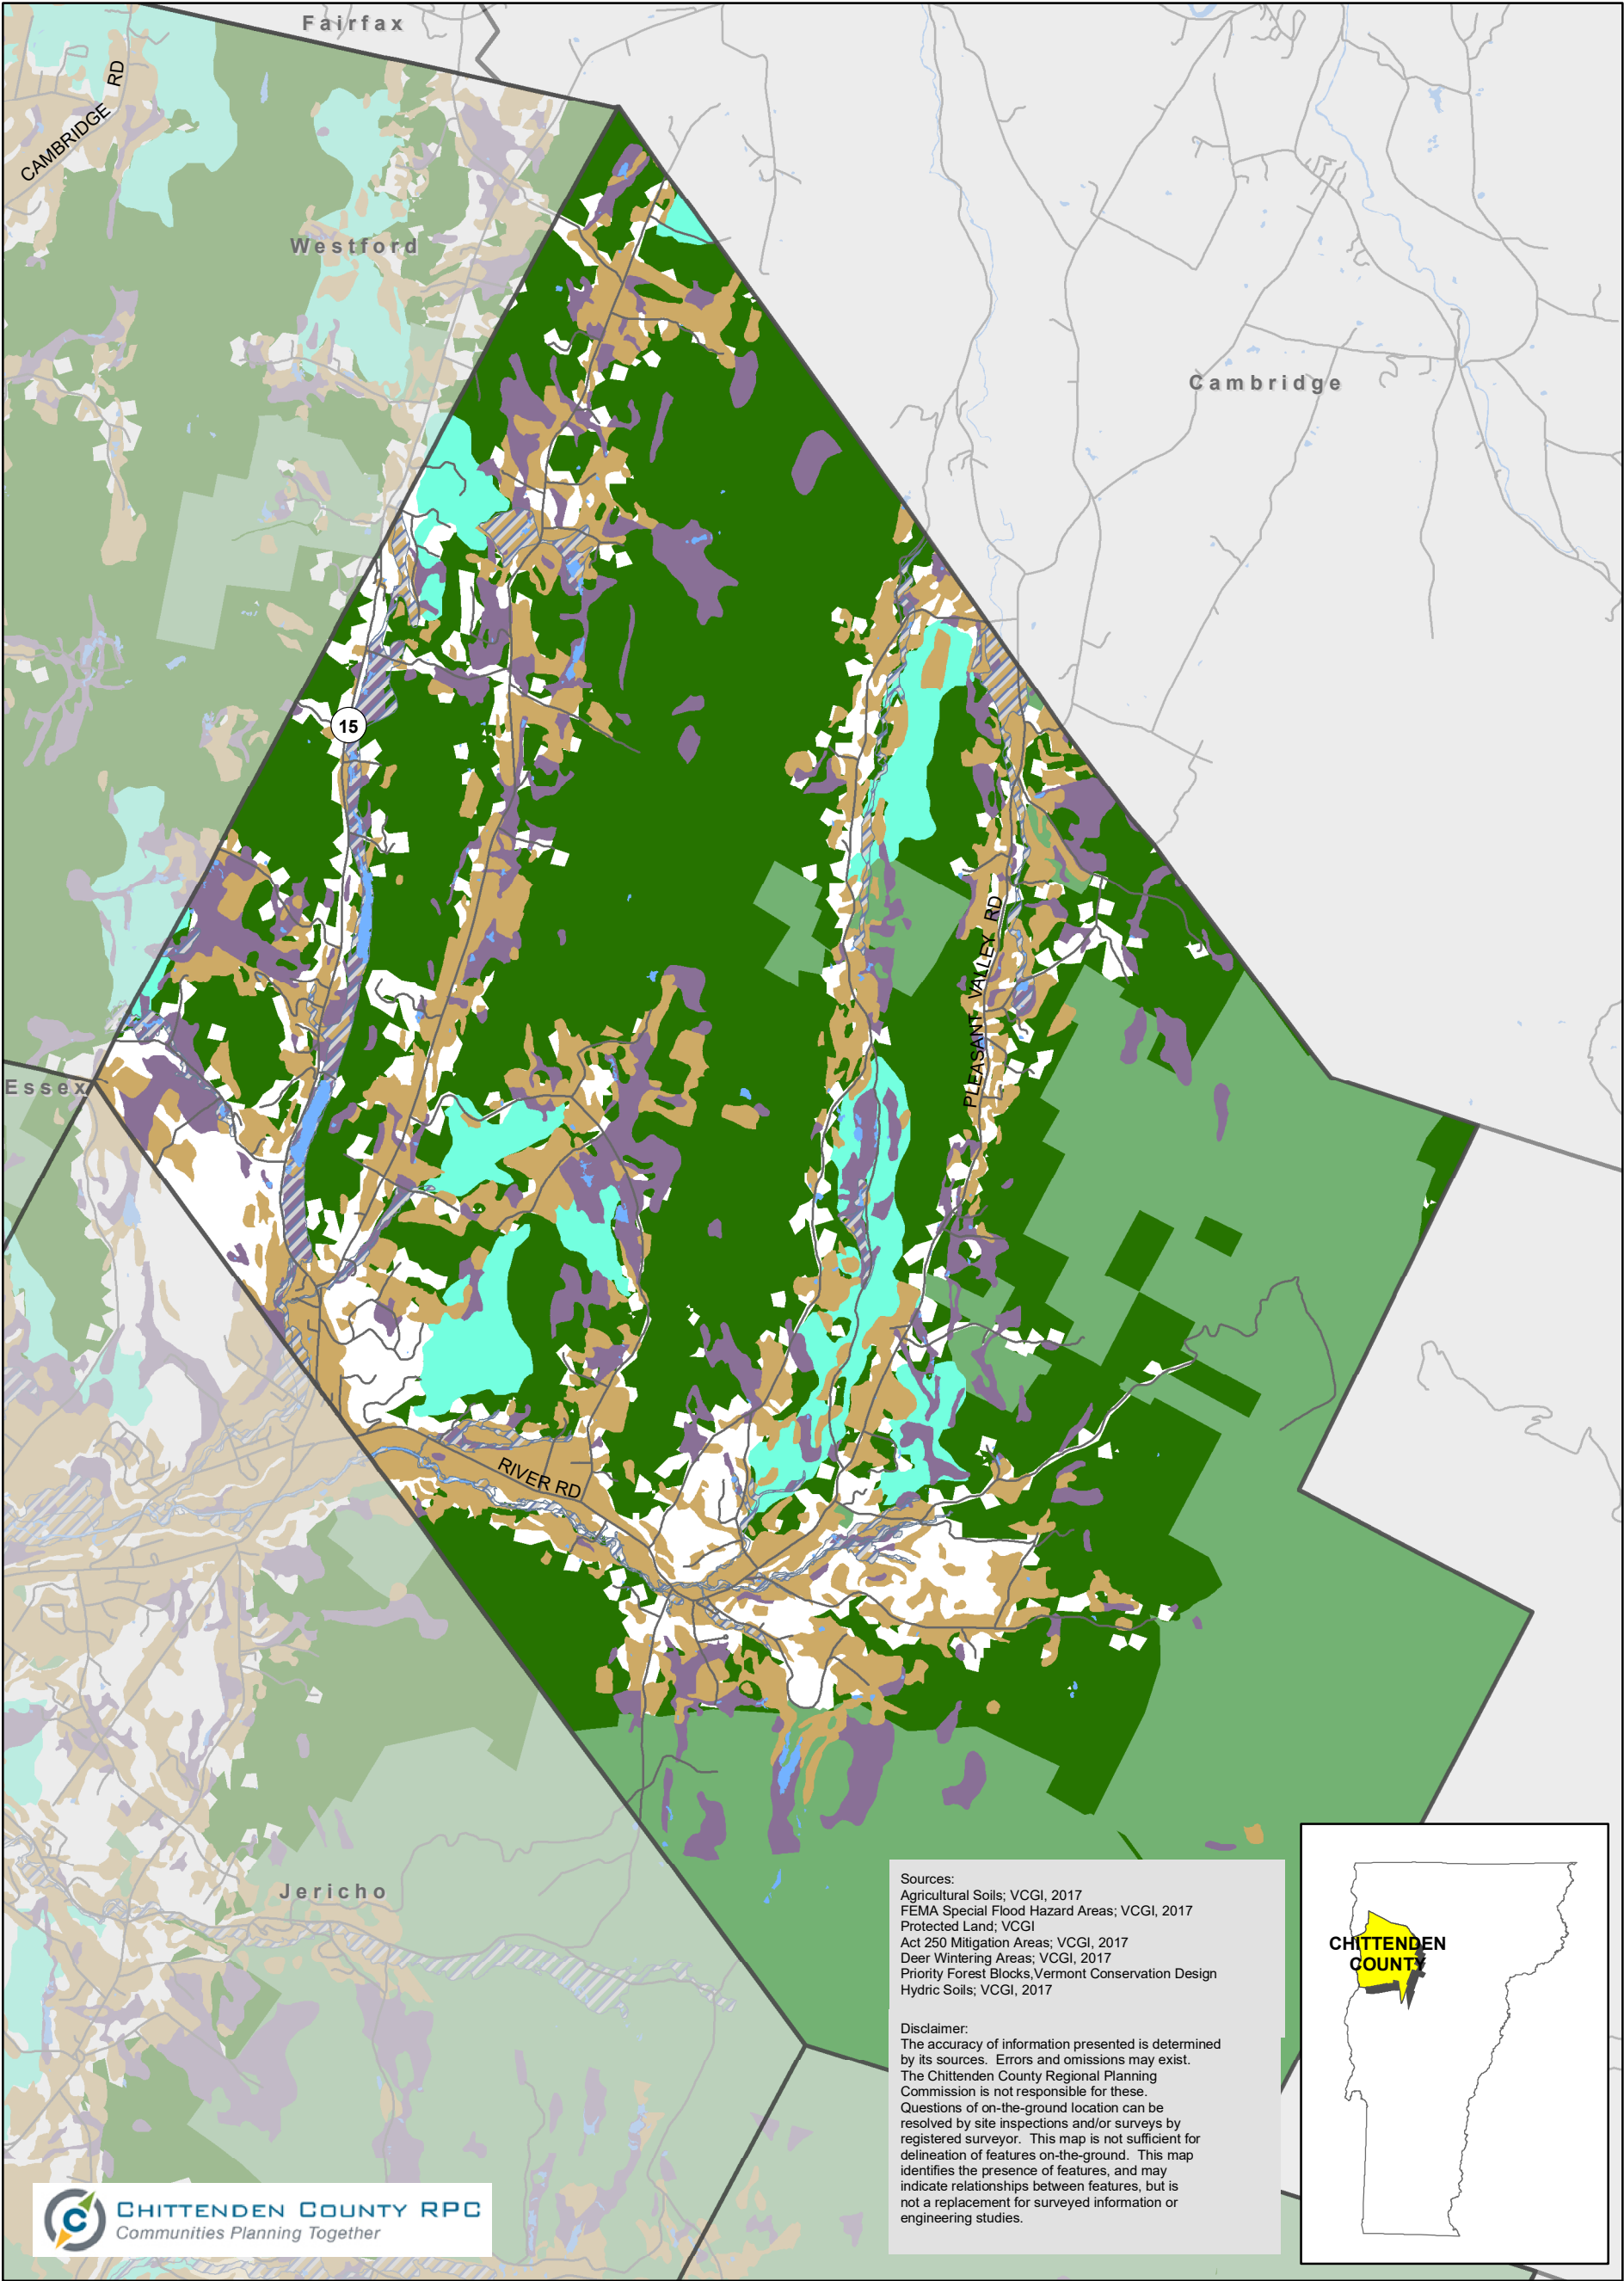 Fairfax
CAMBRIDGE RD
Westford
Cambridge
15
PLEASANT VALLEY RD
Essex
RIVER RD
Jericho
Sources:
Agricultural Soils; VCGI, 2017
FEMA Special Flood Hazard Areas; VCGI, 2017
Protected Land; VCGI
Act 250 Mitigation Areas; VCGI, 2017
Deer Wintering Areas; VCGI, 2017
Priority Forest Blocks,Vermont Conservation Design
Hydric Soils; VCGI, 2017
Disclaimer:
The accuracy of information presented is determined
by its sources.  Errors and omissions may exist.
The Chittenden County Regional Planning
Commission is not responsible for these.
Questions of on-the-ground location can be
resolved by site inspections and/or surveys by
registered surveyor.  This map is not sufficient for
delineation of features on-the-ground.  This map
identifies the presence of features, and may
indicate relationships between features, but is
not a replacement for surveyed information or
engineering studies.
CHITTENDEN
COUNTY
C
CHITTENDEN COUNTY RPC
Communities Planning Together